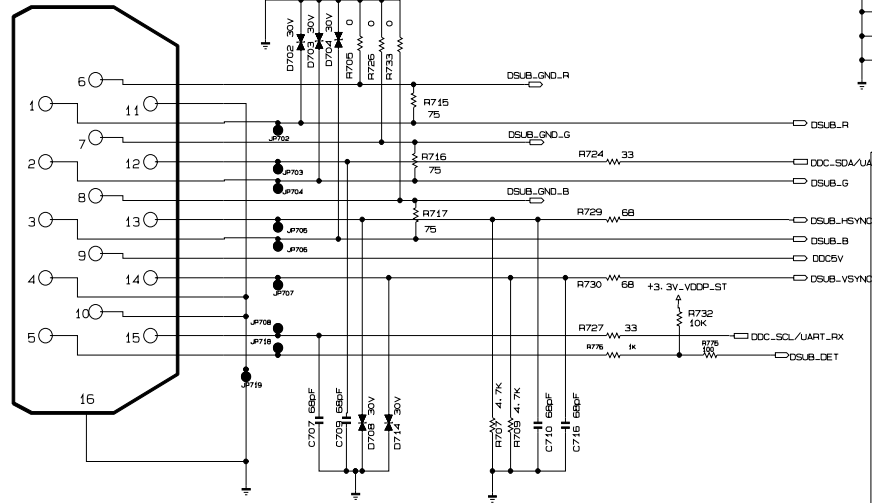 D702 30V
D703 30V
D704 30V
R705 0
R726 0
R733 0
6
DSUB_GND_R
1
11
R715
75
JP702
DSUB_R
7
DSUB_GND_G
2
12
JP703
R716
75
R724 33
DDC_SDA/UA
JP704
DSUB_G
8
DSUB_GND_B
3
13
JP705
R717
75
R729 68
DSUB_HSYNC
JP706
DSUB_B
9
DDC5V
4
14
JP707
R730 68
DSUB_VSYNC
+3.3V_VDDP_ST
10
JP708
R732
10K
5
15
R727 33
DDC_SCL/UART_RX
JP718
R776 1K
R775
100
DSUB_DET
JP719
16
C707 68pF
C709 68pF
D708 30V
D714 30V
R707 4.7K
R709 4.7K
C710 68pF
C716 68pF